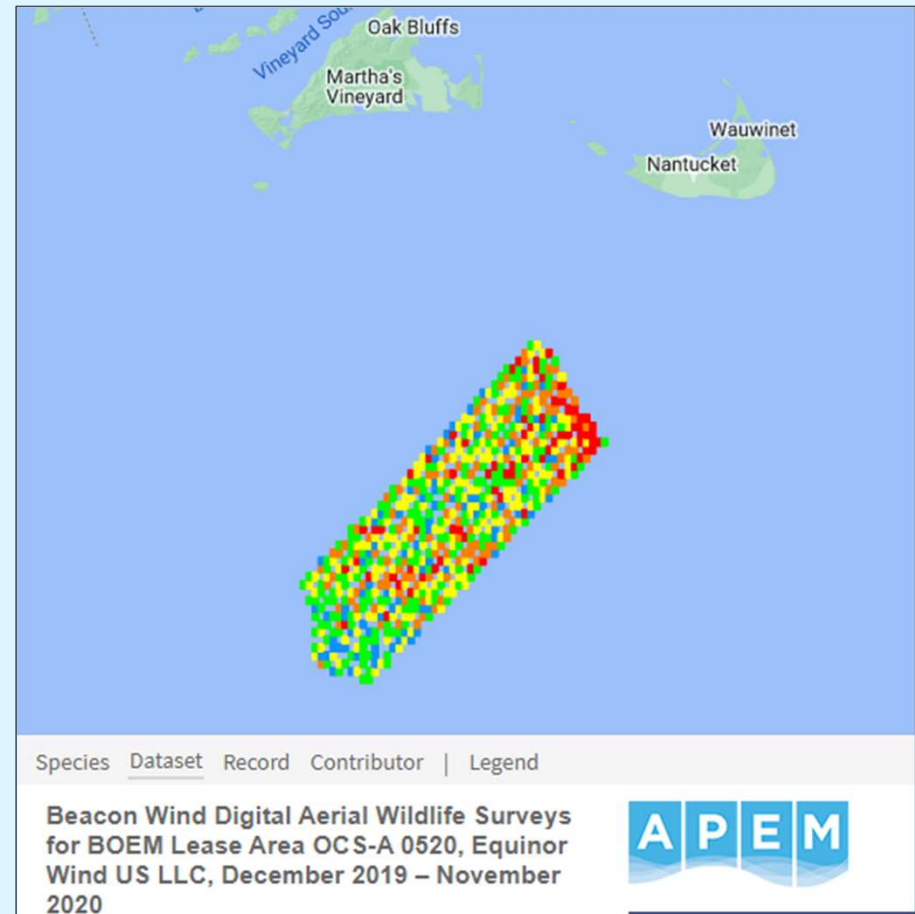 Oak Bluffs
Vineyard Sou
Martha's
Vineyard
Wauwinet
Nantucket
Species Dataset Record Contributor | Legend
Beacon Wind Digital Aerial Wildlife Surveys
for BOEM Lease Area OCS-A 0520, Equinor
Wind US LLC, December 2019 – November
2020
APEM